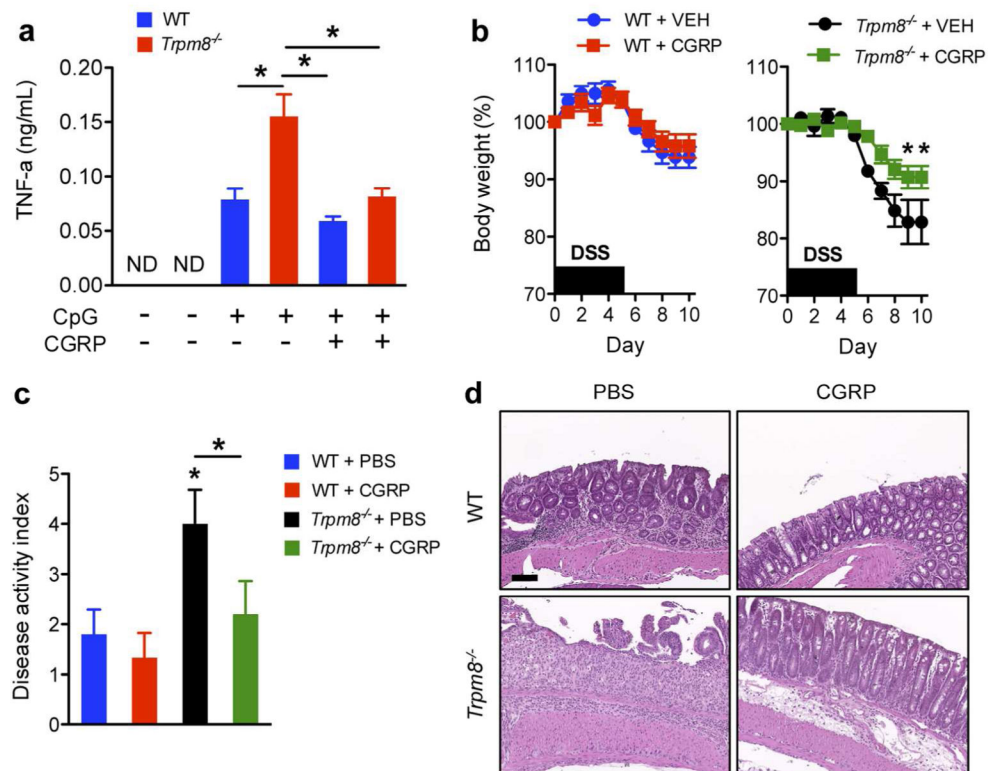 a
WT
Trpm8-/-
* * *
TNF-a (ng/mL)
0.20
0.15
0.10
0.05
0.00
ND ND
CpG - - + + + +
CGRP - - - - + +
b
WT + VEH
WT + CGRP
Body weight (%)
110
100
90
80
70
DSS
0 2 4 6 8 10
Day
Trpm8-/- + VEH
Trpm8-/- + CGRP
110
100
90
80
70
* *
DSS
0 2 4 6 8 10
Day
c
Disease activity index
5
4
3
2
1
0
*
*
WT + PBS
WT + CGRP
Trpm8-/- + PBS
Trpm8-/- + CGRP
d
PBS CGRP
WT
Trpm8-/-